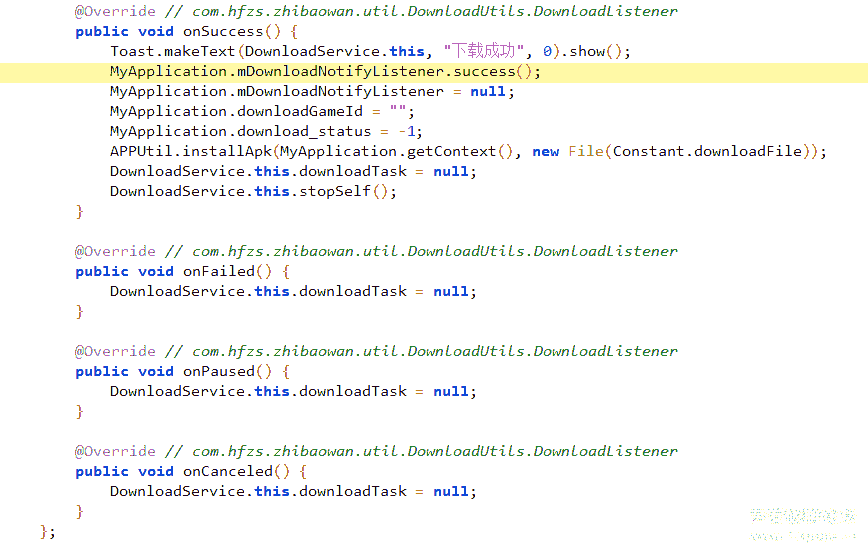 @Override // com.hfzs.zhibaowan.util.DownloadUtils.DownloadListener
public void onSuccess() {
Toast.makeText(DownloadService.this, "下载成功", 0).show();
MyApplication.mDownloadNotifyListener.success();
MyApplication.mDownloadNotifyListener = null;
MyApplication.downloadGameId = "";
MyApplication.download_status = -1;
APPUtil.installApk(MyApplication.getContext(), new File(Constant.downloadFile));
DownloadService.this.downloadTask = null;
DownloadService.this.stopSelf();
}
@Override // com.hfzs.zhibaowan.util.DownloadUtils.DownloadListener
public void onFailed() {
DownloadService.this.downloadTask = null;
}
@Override // com.hfzs.zhibaowan.util.DownloadUtils.DownloadListener
public void onPaused() {
DownloadService.this.downloadTask = null;
}
@Override // com.hfzs.zhibaowan.util.DownloadUtils.DownloadListener
public void onCanceled() {
DownloadService.this.downloadTask = null;
}
};